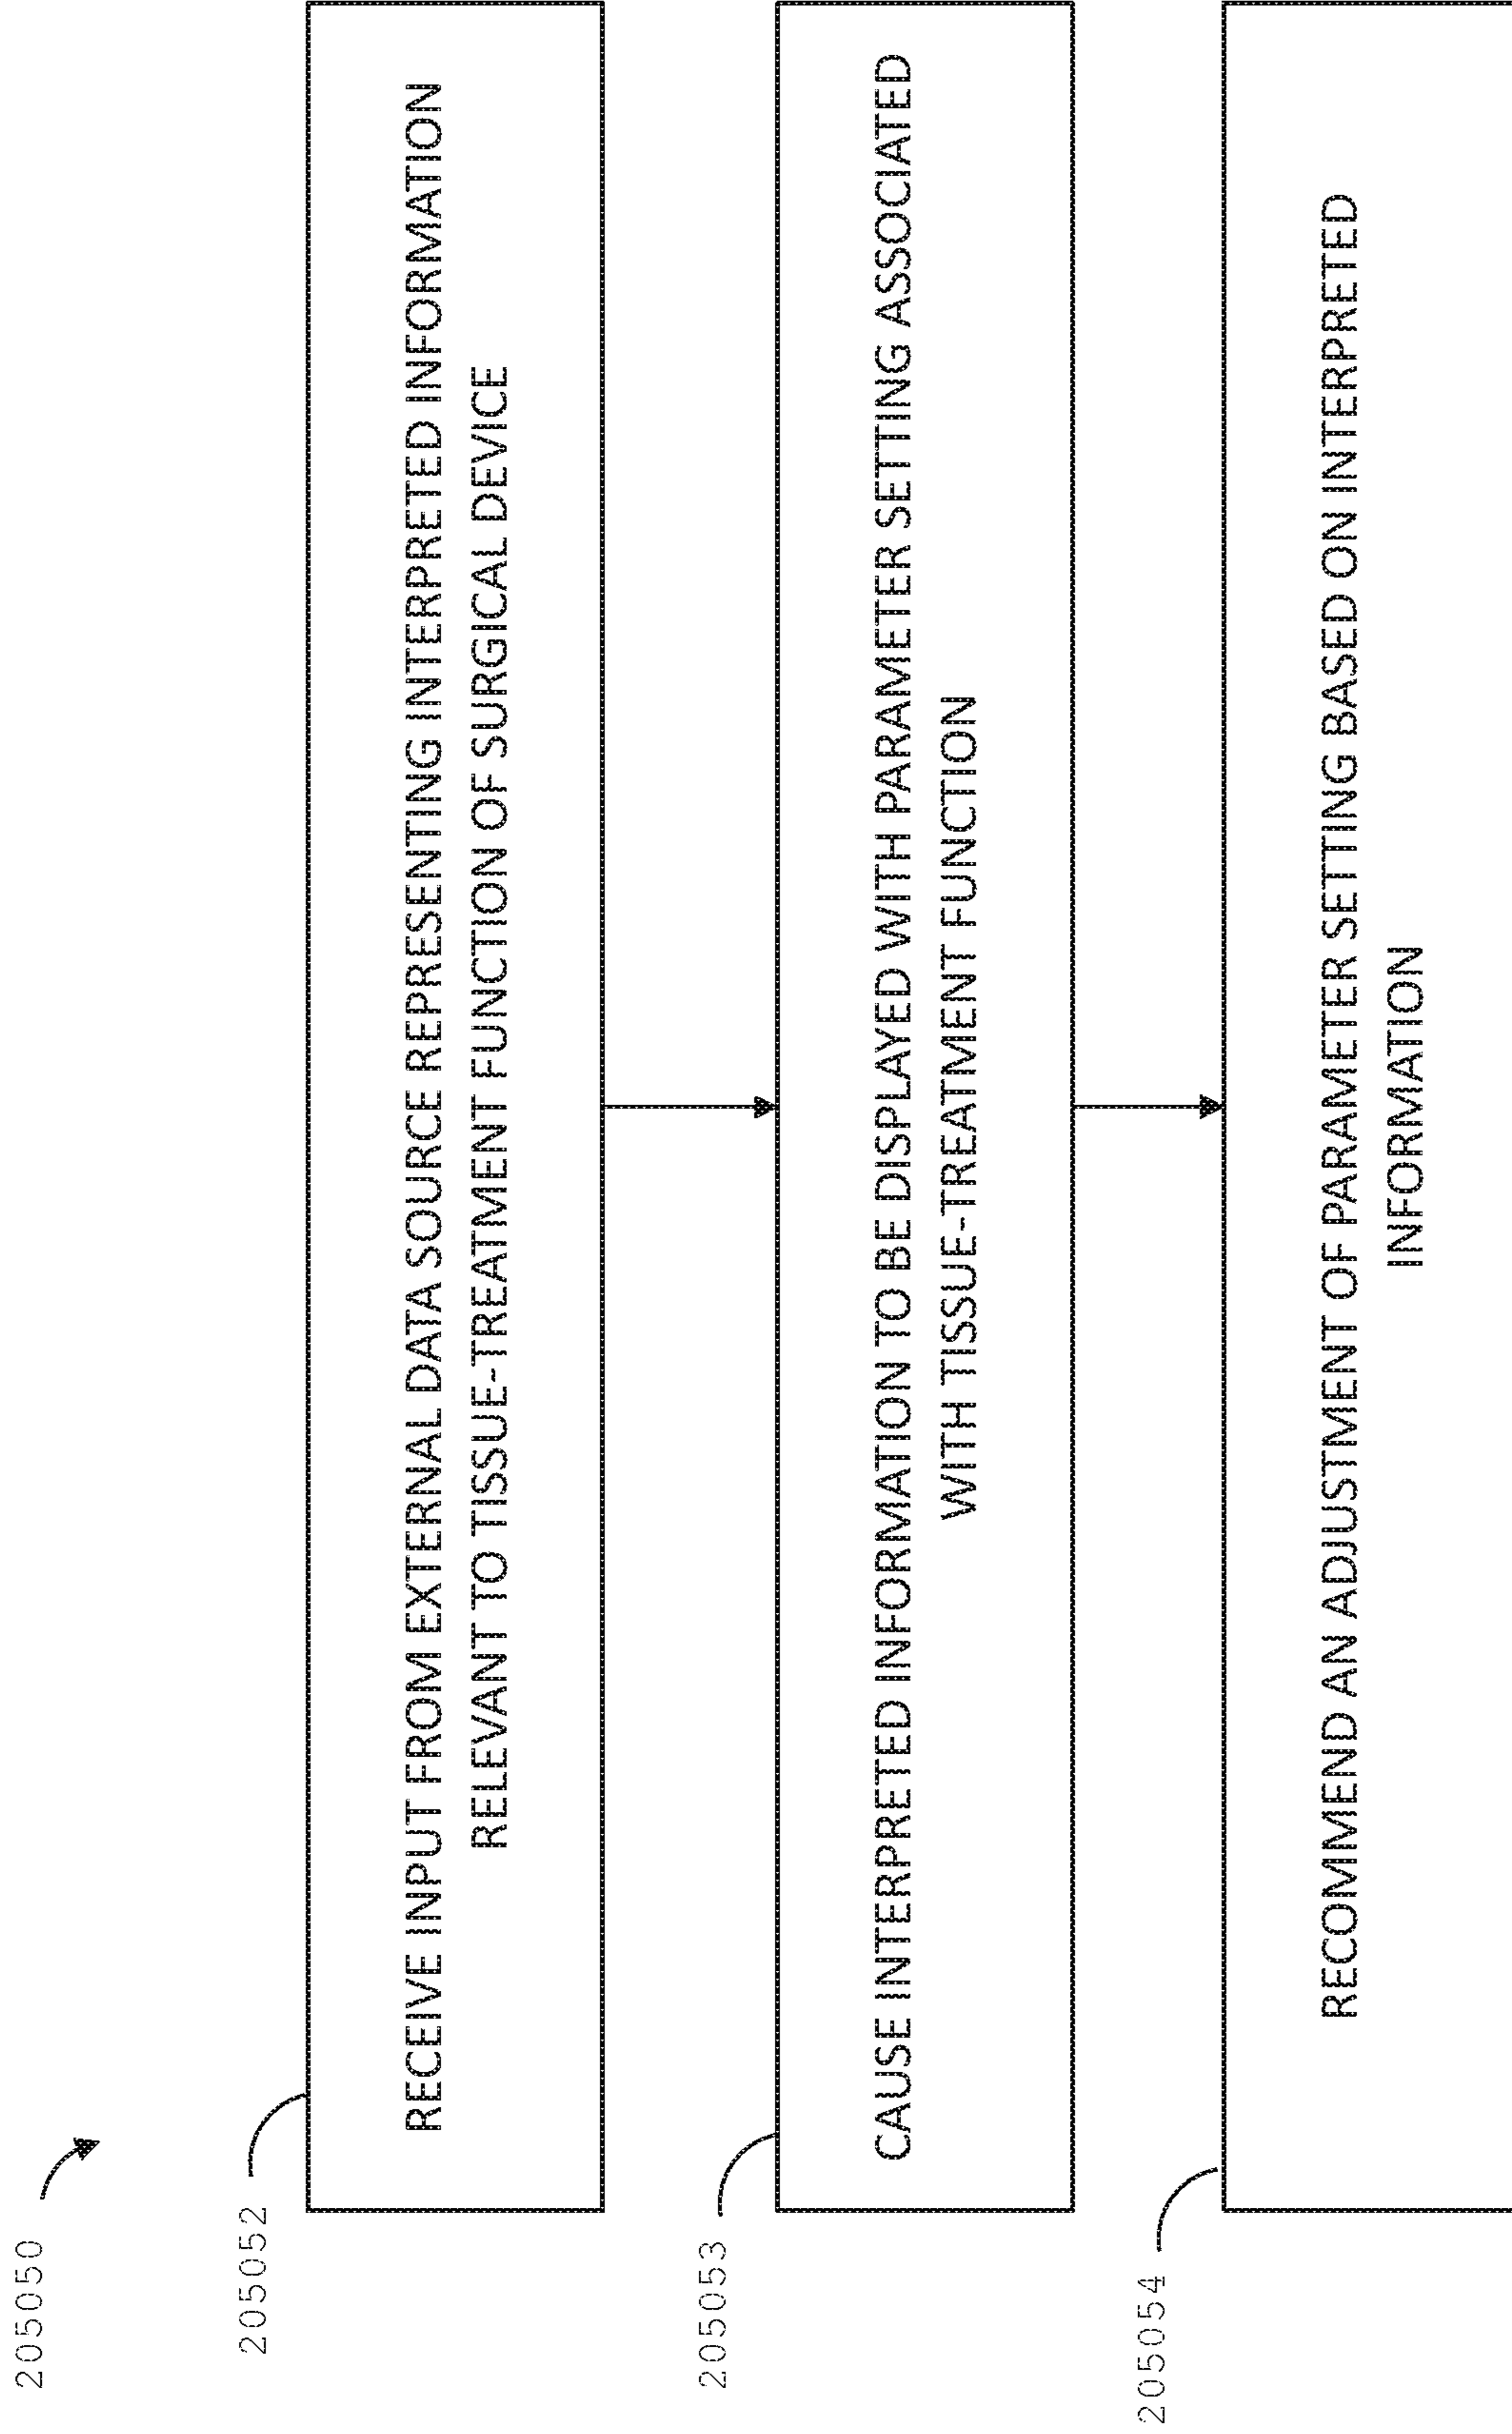 205050
205052
RECEIVE INPUT FROM EXTERNAL DATA SOURCE REPRESENTING INTERPRETED INFORMATION
RELEVANT TO TISSUE-TREATMENT FUNCTION OF SURGICAL DEVICE
205053
CAUSE INTERPRETED INFORMATION TO BE DISPLAYED WITH PARAMETER SETTING ASSOCIATED
WITH TISSUE-TREATMENT FUNCTION
205054
RECOMMEND AN ADJUSTMENT OF PARAMETER SETTING BASED ON INTERPRETED
INFORMATION